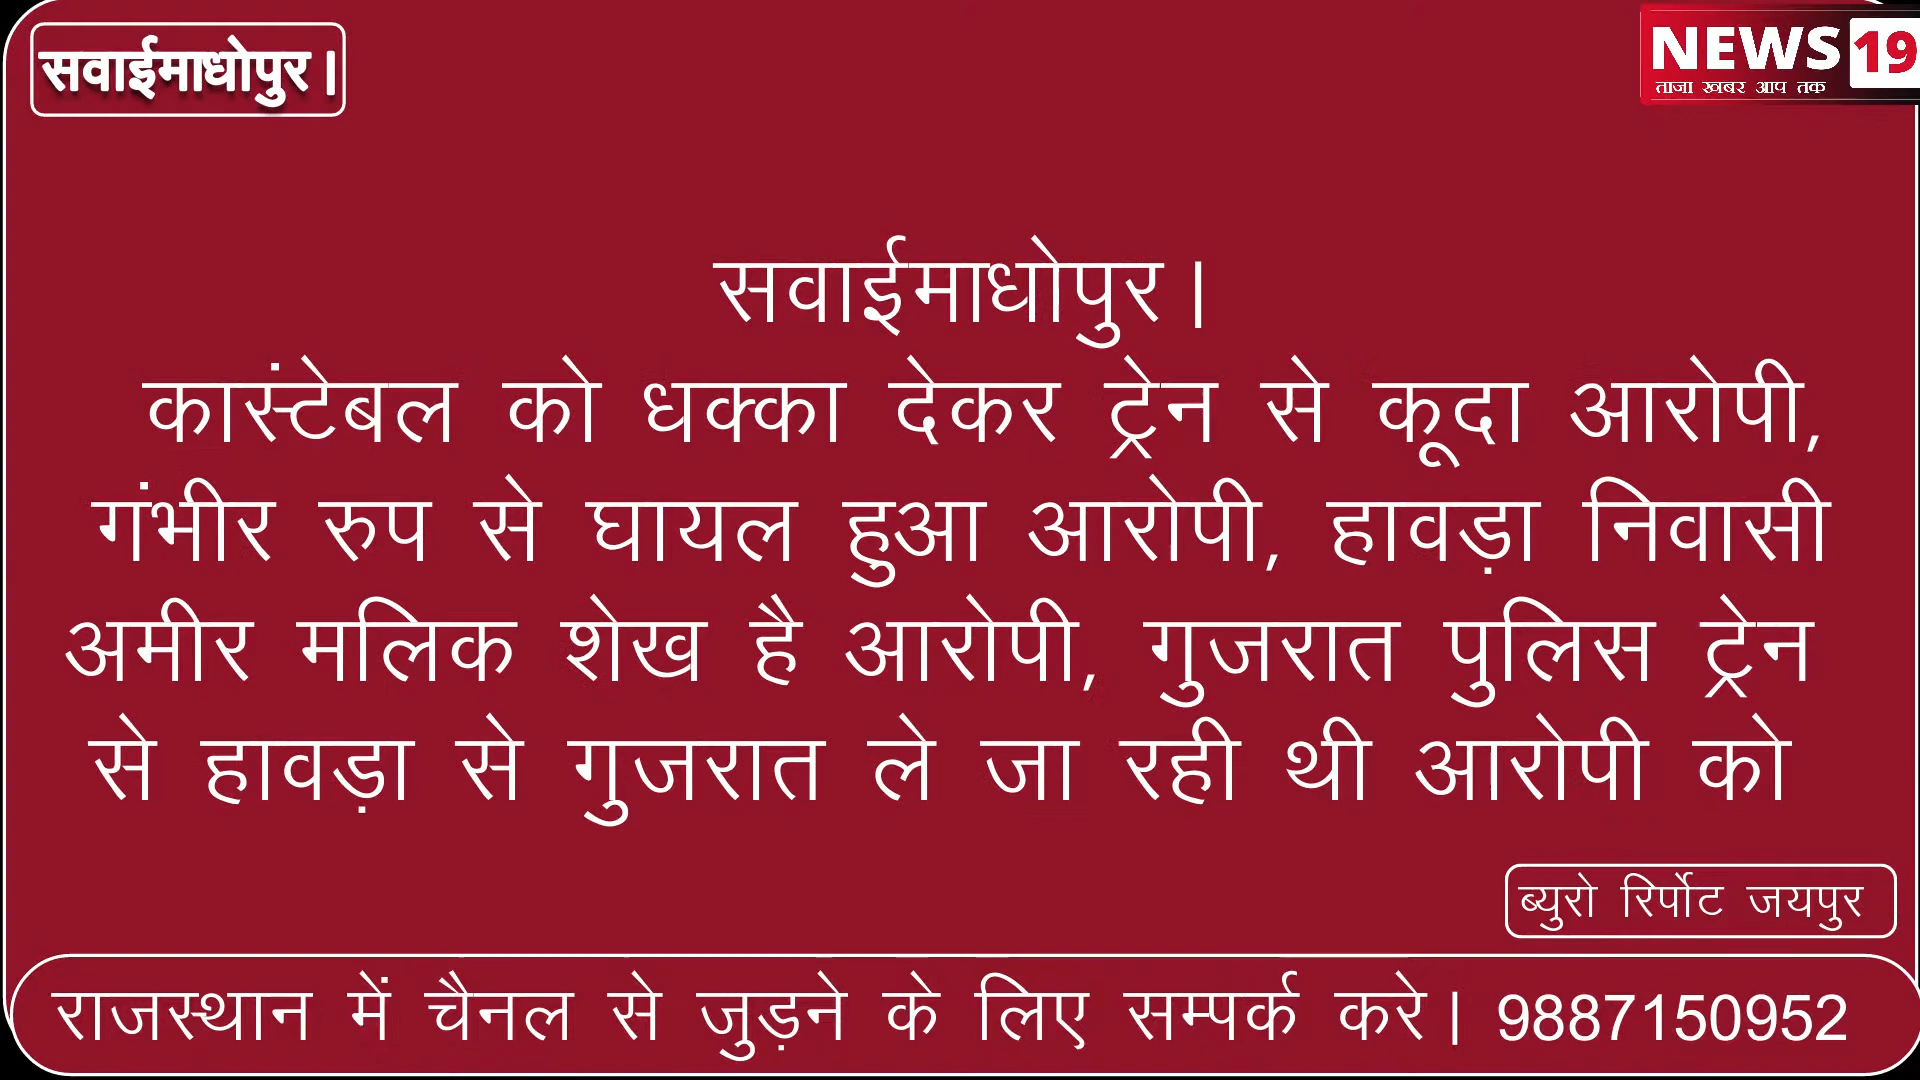 सवाईमाधोपुर।
NEWS 19
ताजा खबर आप तक
सवाईमाधोपुर।
कास्ंटेबल को धक्का देकर ट्रेन से कूदा आरोपी,
गंभीर रुप से घायल हुआ आरोपी, हावड़ा निवासी
अमीर मलिक शेख है आरोपी, गुजरात पुलिस ट्रेन
से हावड़ा से गुजरात ले जा रही थी आरोपी को
ब्युरो रिर्पोट जयपुर
राजस्थान में चैनल से जुड़ने के लिए सम्पर्क करे। 9887150952